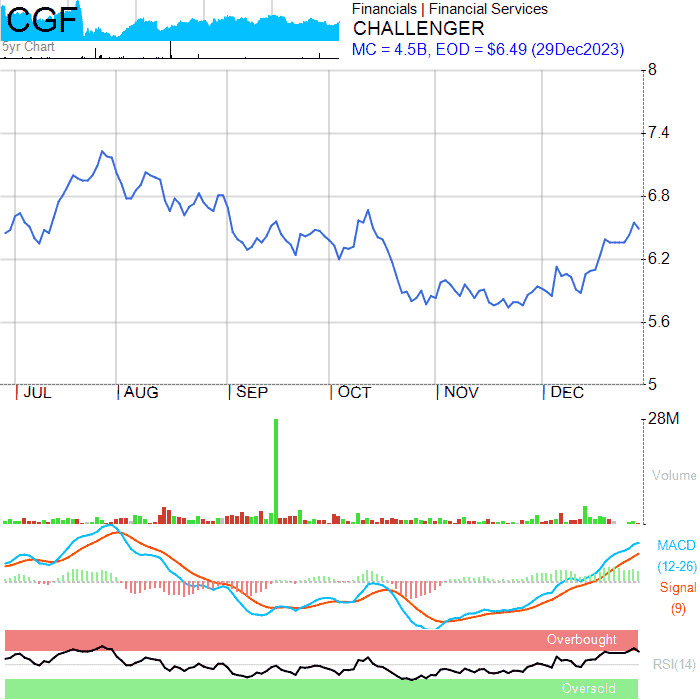 CGF
5yr Chart
Financials | Financial Services
CHALLENGER
MC = 4.5B, EOD = $6.49 (29Dec2023)
8
7.4
6.8
6.2
5.6
5
JUL
AUG
SEP
OCT
NOV
DEC
28M
Volume
MACD
(12-26)
Signal
(9)
Overbought
RSI(14)
Oversold